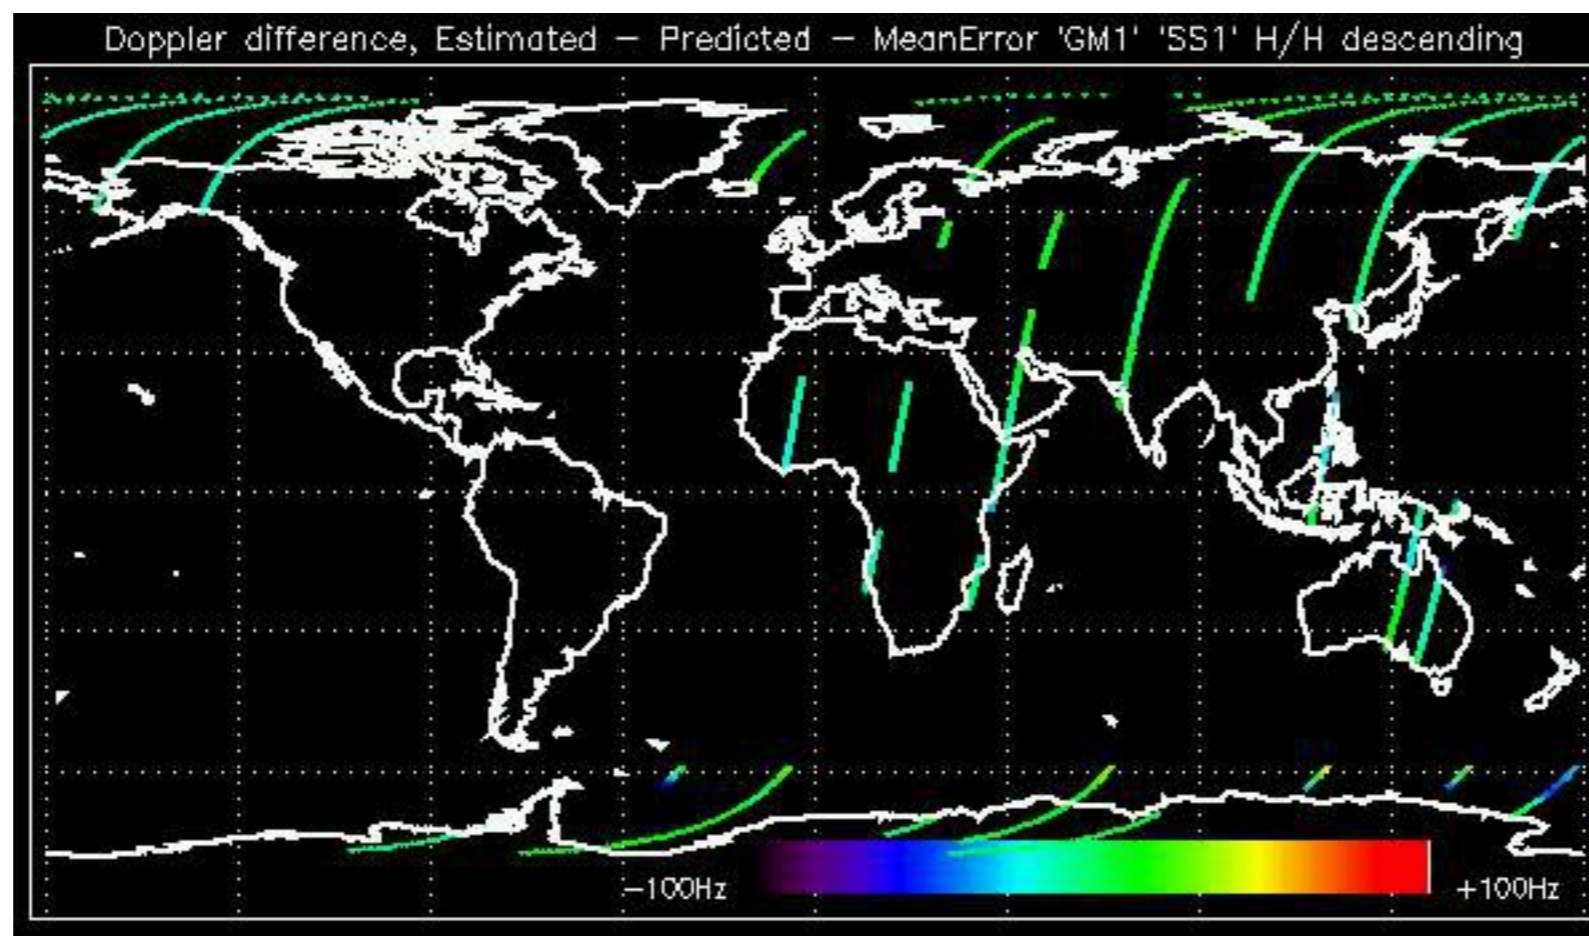 Doppler difference, Estimated – Predicted – MeanError 'GM1' 'SS1' H/H descending
–100Hz
+100Hz